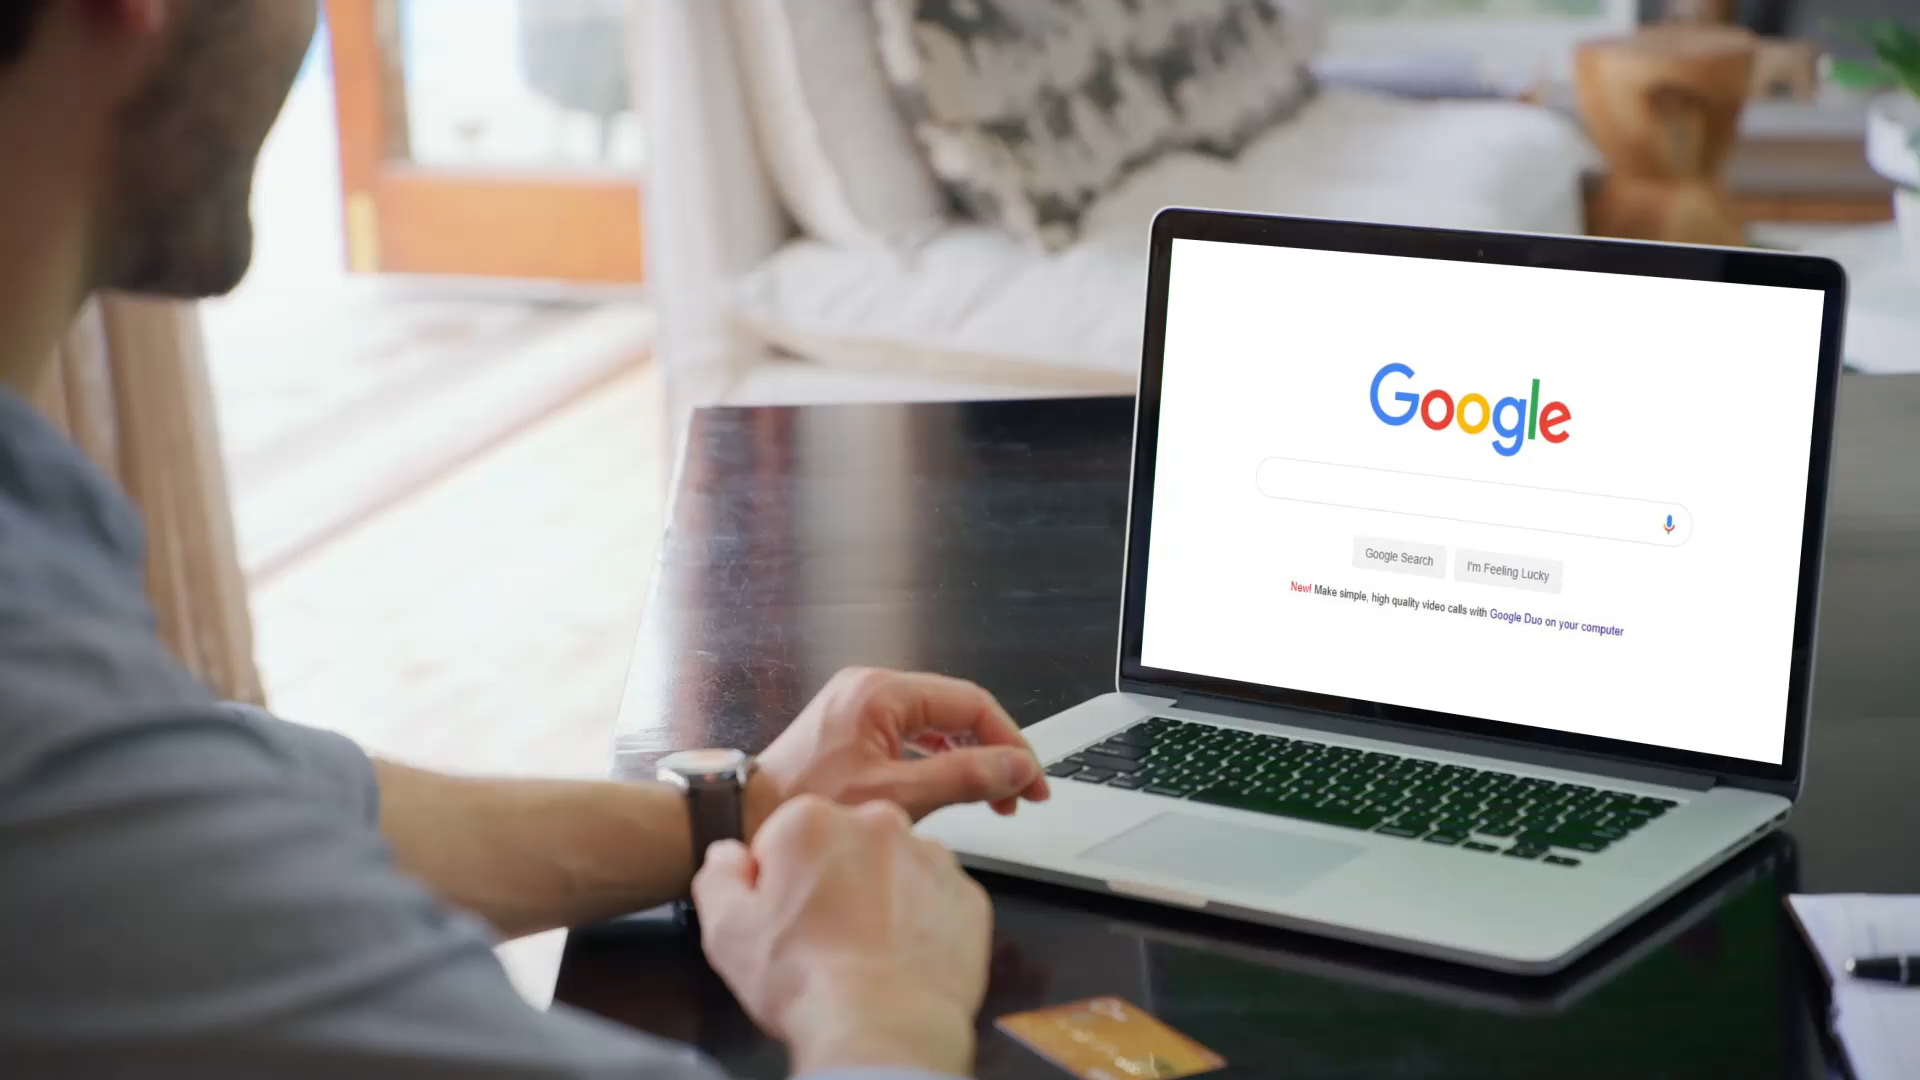 Google
Google Search
I'm Feeling Lucky
New! Make simple, high quality video calls with Google Duo on your computer